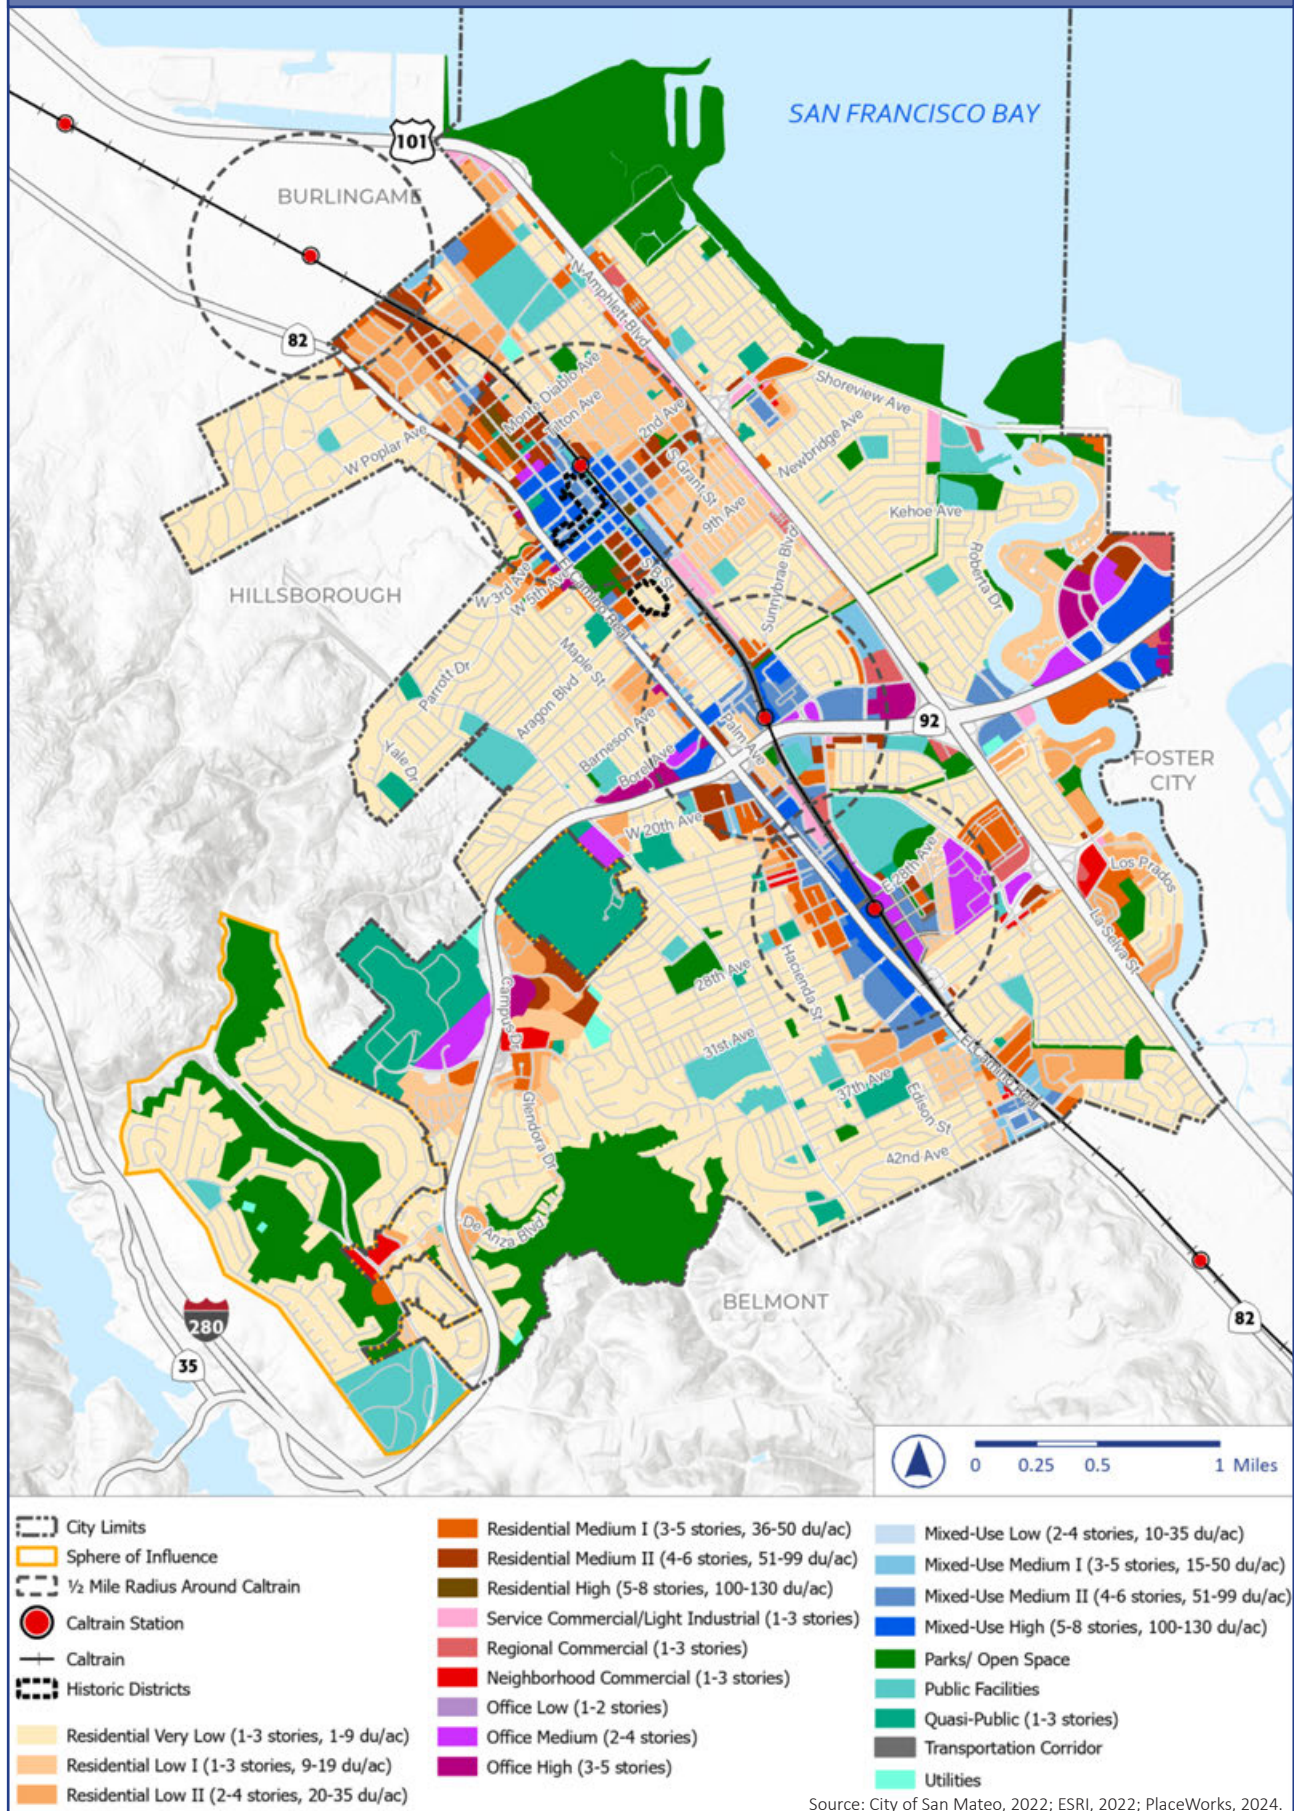 SAN FRANCISCO BAY
101
BURLINGAME
82
N Amphlett Blvd
Monte Diablo Ave
Tilton Ave
2nd Ave
Shoreview Ave
Newbridge Ave
W Poplar Ave
S Grant St
9th Ave
Kehoe Ave
Sunnybrae Blvd
Roberta Dr
HILLSBOROUGH
W 3rd Ave
W 5th Ave
El Camino Real
S B St
Maple St
Parrott Dr
Aragon Blvd
Yale Dr
Barneson Ave
Borel Ave
Palm Ave
92
FOSTER
CITY
W 20th Ave
E 28th Ave
Los Prados
La Selva St
28th Ave
Hacienda St
Campus Dr
31st Ave
37th Ave
Edison St
El Camino Real
Glendora Dr
42nd Ave
De Anza Blvd
BELMONT
280
35
82
0 0.25 0.5 1 Miles
City Limits
Sphere of Influence
½ Mile Radius Around Caltrain
Caltrain Station
Caltrain
Historic Districts
Residential Very Low (1-3 stories, 1-9 du/ac)
Residential Low I (1-3 stories, 9-19 du/ac)
Residential Low II (2-4 stories, 20-35 du/ac)
Residential Medium I (3-5 stories, 36-50 du/ac)
Residential Medium II (4-6 stories, 51-99 du/ac)
Residential High (5-8 stories, 100-130 du/ac)
Service Commercial/Light Industrial (1-3 stories)
Regional Commercial (1-3 stories)
Neighborhood Commercial (1-3 stories)
Office Low (1-2 stories)
Office Medium (2-4 stories)
Office High (3-5 stories)
Mixed-Use Low (2-4 stories, 10-35 du/ac)
Mixed-Use Medium I (3-5 stories, 15-50 du/ac)
Mixed-Use Medium II (4-6 stories, 51-99 du/ac)
Mixed-Use High (5-8 stories, 100-130 du/ac)
Parks/ Open Space
Public Facilities
Quasi-Public (1-3 stories)
Transportation Corridor
Utilities
Source: City of San Mateo, 2022; ESRI, 2022; PlaceWorks, 2024.